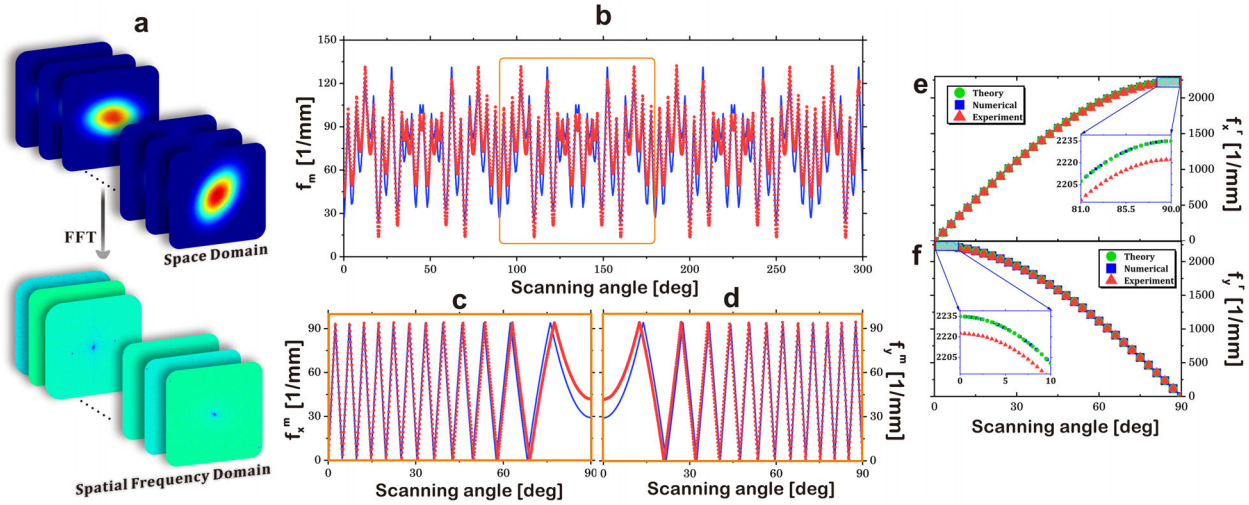 a
FFT
Space Domain
Spatial Frequency Domain
b
f_m [1/mm]
150
120
90
60
30
0
0 50 100 150 200 250 300
Scanning angle [deg]
c
f_x^m [1/mm]
90
60
30
0
0 30 60 90
Scanning angle [deg]
d
f_y^m [1/mm]
90
60
30
0
0 30 60 90
Scanning angle [deg]
e
Theory
Numerical
Experiment
2235
2220
2205
81.0 85.5 90.0
2000
1500
1000
500
0
f_x^r [1/mm]
f
Theory
Numerical
Experiment
2235
2220
2205
0 5 10
2000
1500
1000
500
0
f_y^r [1/mm]
0 30 60 90
Scanning angle [deg]